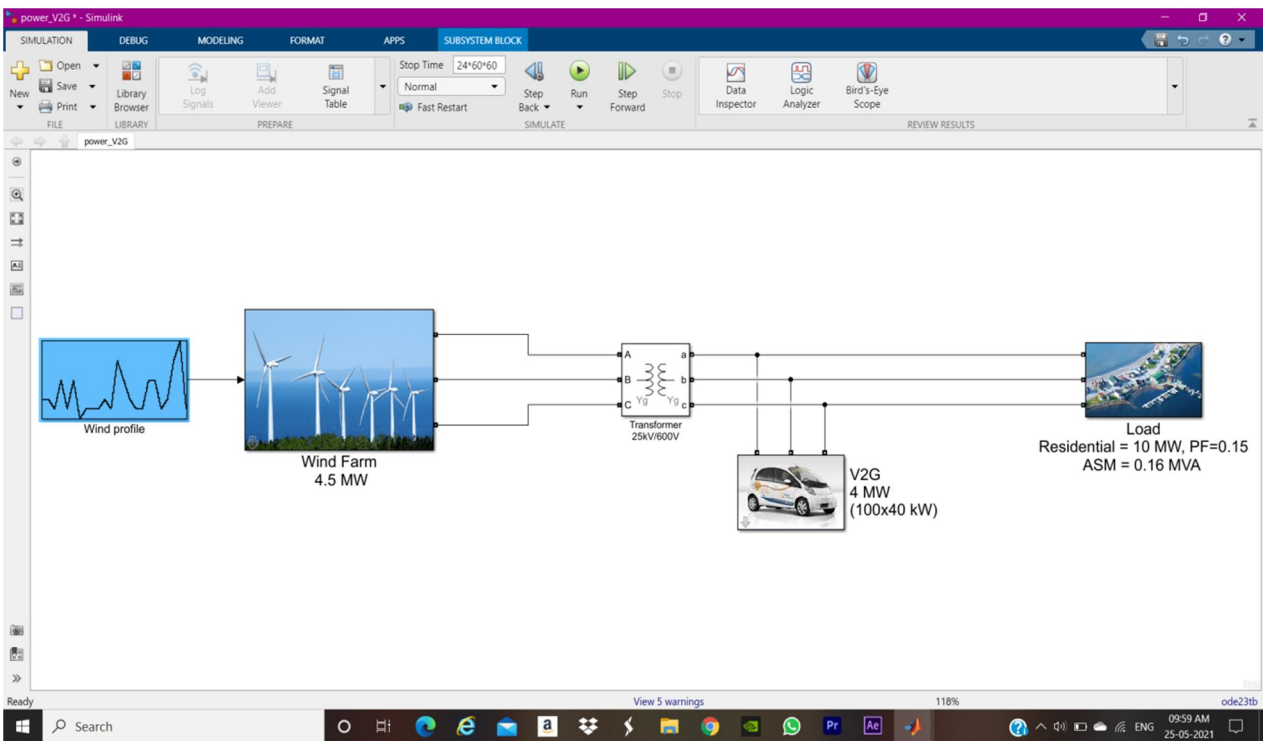 power_V2G * - Simulink
SIMULATION DEBUG MODELING FORMAT APPS SUBSYSTEM BLOCK
New
Open
Save
Print
FILE
Library
Browser
LIBRARY
Log
Signals
Add
Viewer
Signal
Table
PREPARE
Stop Time 24*60*60
Normal
Fast Restart
Step
Back
Run
Step
Forward
Stop
SIMULATE
Data
Inspector
Logic
Analyzer
Bird's-Eye
Scope
REVIEW RESULTS
power_V2G
Wind profile
Wind Farm
4.5 MW
A a
B b
C c
Yg Yg
Transformer
25kV/600V
V2G
4 MW
(100x40 kW)
Load
Residential = 10 MW, PF=0.15
ASM = 0.16 MVA
Ready View 5 warnings 118% ode23tb
Search
a
Pr
Ae
ENG
09:59 AM
25-05-2021